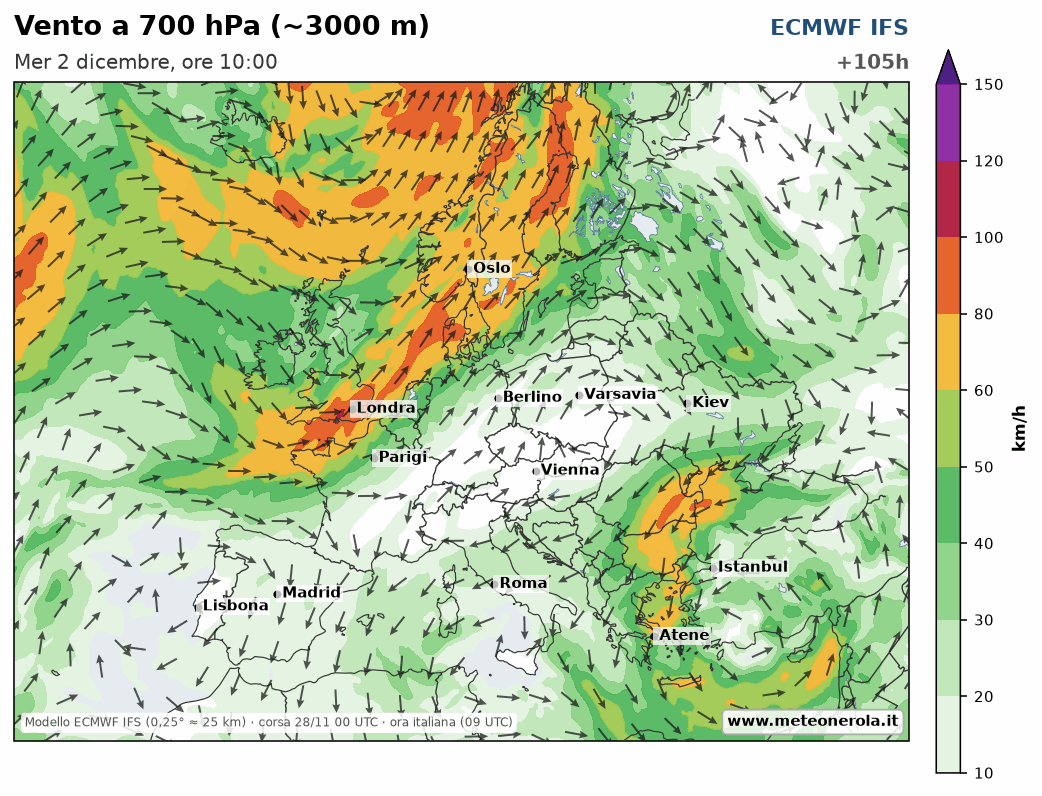 Vento a 700 hPa (~3000 m)
ECMWF IFS
Mer 2 dicembre, ore 10:00
+105h
150
120
100
80
60
50
40
30
20
10
km/h
Oslo
Londra
Berlino
Varsavia
Kiev
Parigi
Vienna
Istanbul
Roma
Madrid
Lisbona
Atene
Modello ECMWF IFS (0,25° ≈ 25 km) · corsa 28/11 00 UTC · ora italiana (09 UTC)
www.meteonerola.it